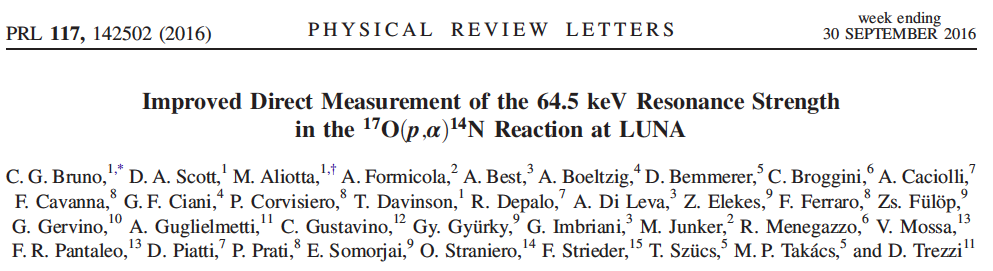 PRL 117, 142502 (2016) PHYSICAL REVIEW LETTERS week ending 30 SEPTEMBER 2016
Improved Direct Measurement of the 64.5 keV Resonance Strength
in the ¹⁷O(p,α)¹⁴N Reaction at LUNA
C. G. Bruno,¹,* D. A. Scott,¹ M. Aliotta,¹,† A. Formicola,² A. Best,³ A. Boeltzig,⁴ D. Bemmerer,⁵ C. Broggini,⁶ A. Caciolli,⁷
F. Cavanna,⁸ G. F. Ciani,⁴ P. Corvisiero,⁸ T. Davinson,¹ R. Depalo,⁷ A. Di Leva,³ Z. Elekes,⁹ F. Ferraro,⁸ Zs. Fülöp,⁹
G. Gervino,¹⁰ A. Guglielmetti,¹¹ C. Gustavino,¹² Gy. Gyürky,⁹ G. Imbriani,³ M. Junker,² R. Menegazzo,⁶ V. Mossa,¹³
F. R. Pantaleo,¹³ D. Piatti,⁷ P. Prati,⁸ E. Somorjai,⁹ O. Straniero,¹⁴ F. Strieder,¹⁵ T. Szücs,⁵ M. P. Takács,⁵ and D. Trezzi¹¹